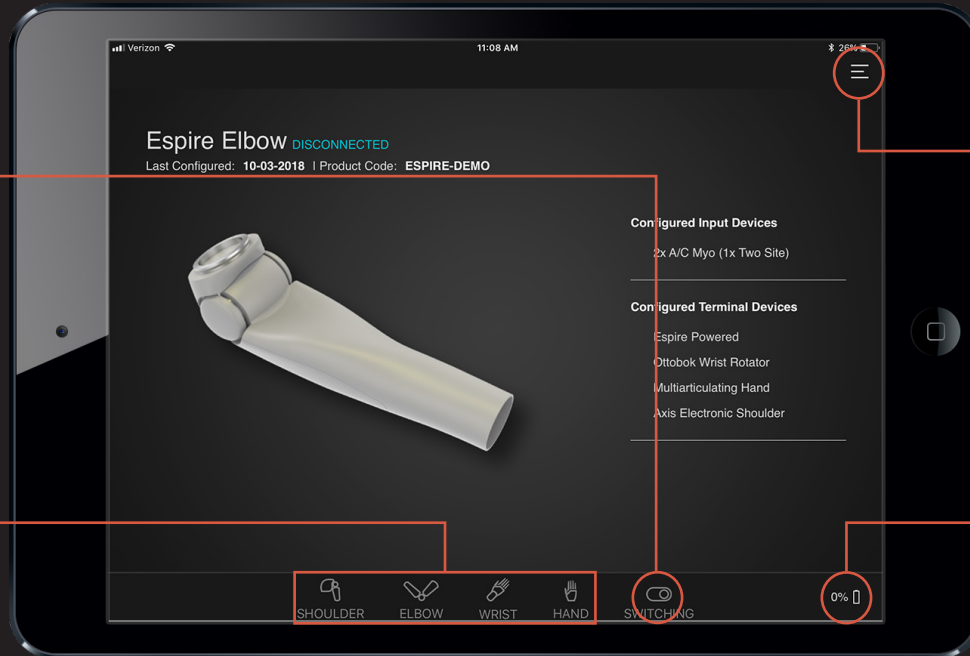 Verizon 11:08 AM 26%
Espire Elbow DISCONNECTED
Last Configured: 10-03-2018 | Product Code: ESPIRE-DEMO
Configured Input Devices
2x A/C Myo (1x Two Site)
Configured Terminal Devices
Espire Powered
Ottobok Wrist Rotator
Multiarticulating Hand
Axis Electronic Shoulder
SHOULDER ELBOW WRIST HAND SWITCHING 0%